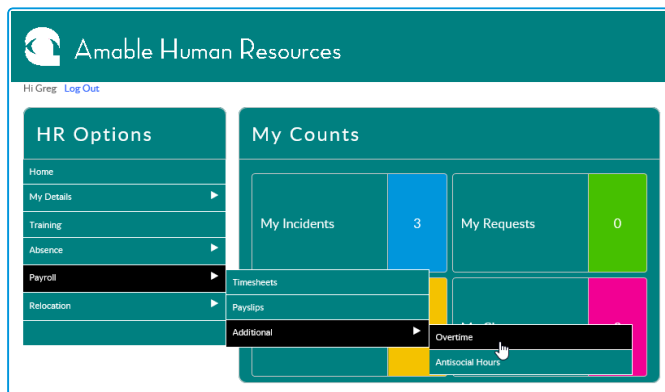 Amable Human Resources
Hi Greg Log Out
HR Options
Home
My Details
Training
Absence
Payroll
Relocation
My Counts
My Incidents 3
My Requests 0
Timesheets
Payslips
Additional
Overtime
Antisocial Hours